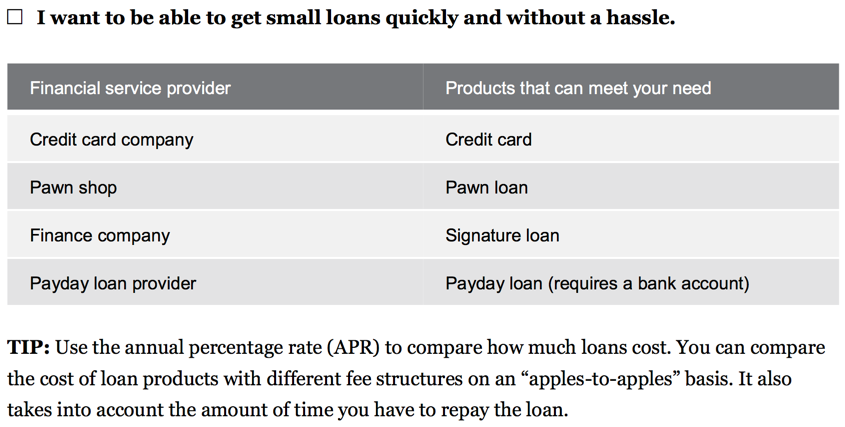 I want to be able to get small loans quickly and without a hassle.
Financial service provider Products that can meet your need
Credit card company Credit card
Pawn shop Pawn loan
Finance company Signature loan
Payday loan provider Payday loan (requires a bank account)
TIP: Use the annual percentage rate (APR) to compare how much loans cost. You can compare
the cost of loan products with different fee structures on an “apples-to-apples” basis. It also
takes into account the amount of time you have to repay the loan.